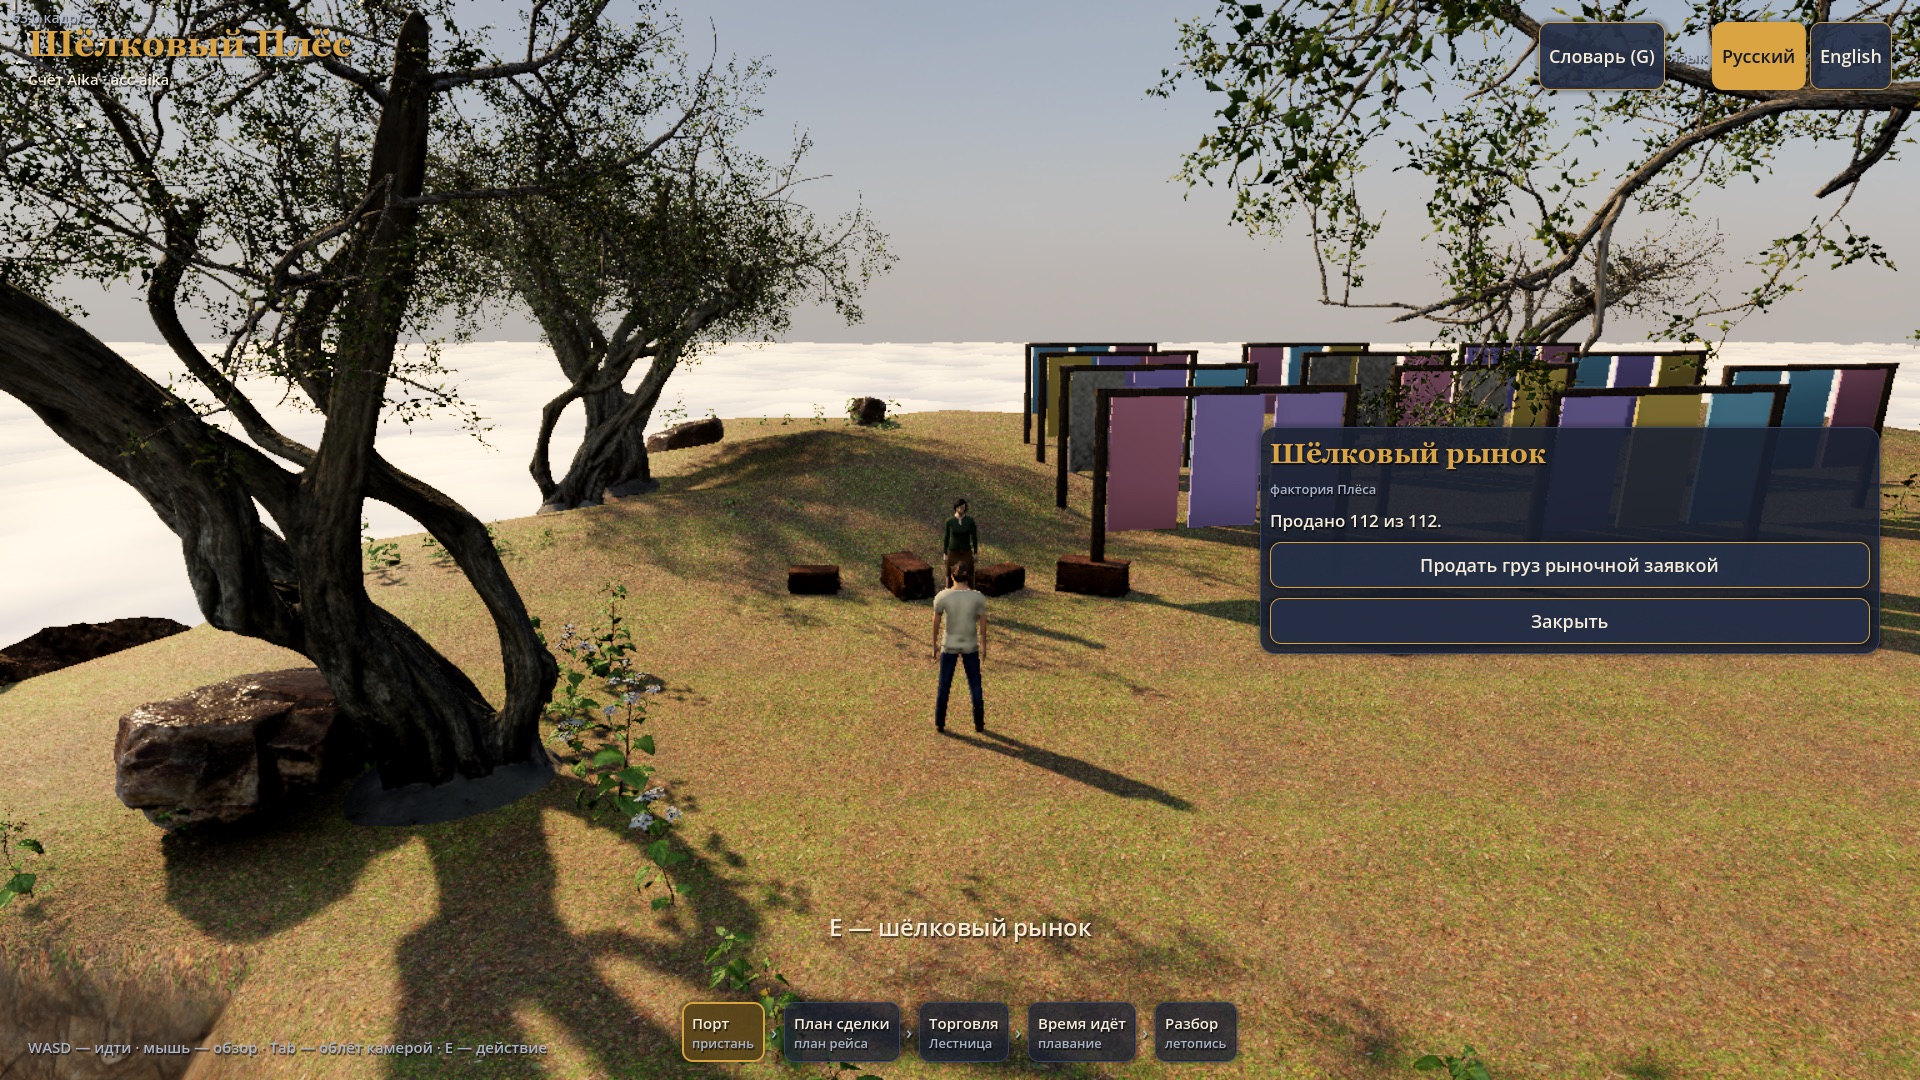 Шёлковый Плёс
Счёт Aika · acc-aika
Словарь (G)
Язык
Русский
English
Шёлковый рынок
фактория Плёса
Продано 112 из 112.
Продать груз рыночной заявкой
Закрыть
E — шёлковый рынок
Порт
пристань
›
План сделки
план рейса
›
Торговля
Лестница
›
Время идёт
плавание
›
Разбор
летопись
WASD — идти · мышь — обзор · Tab — облёт камерой · E — действие